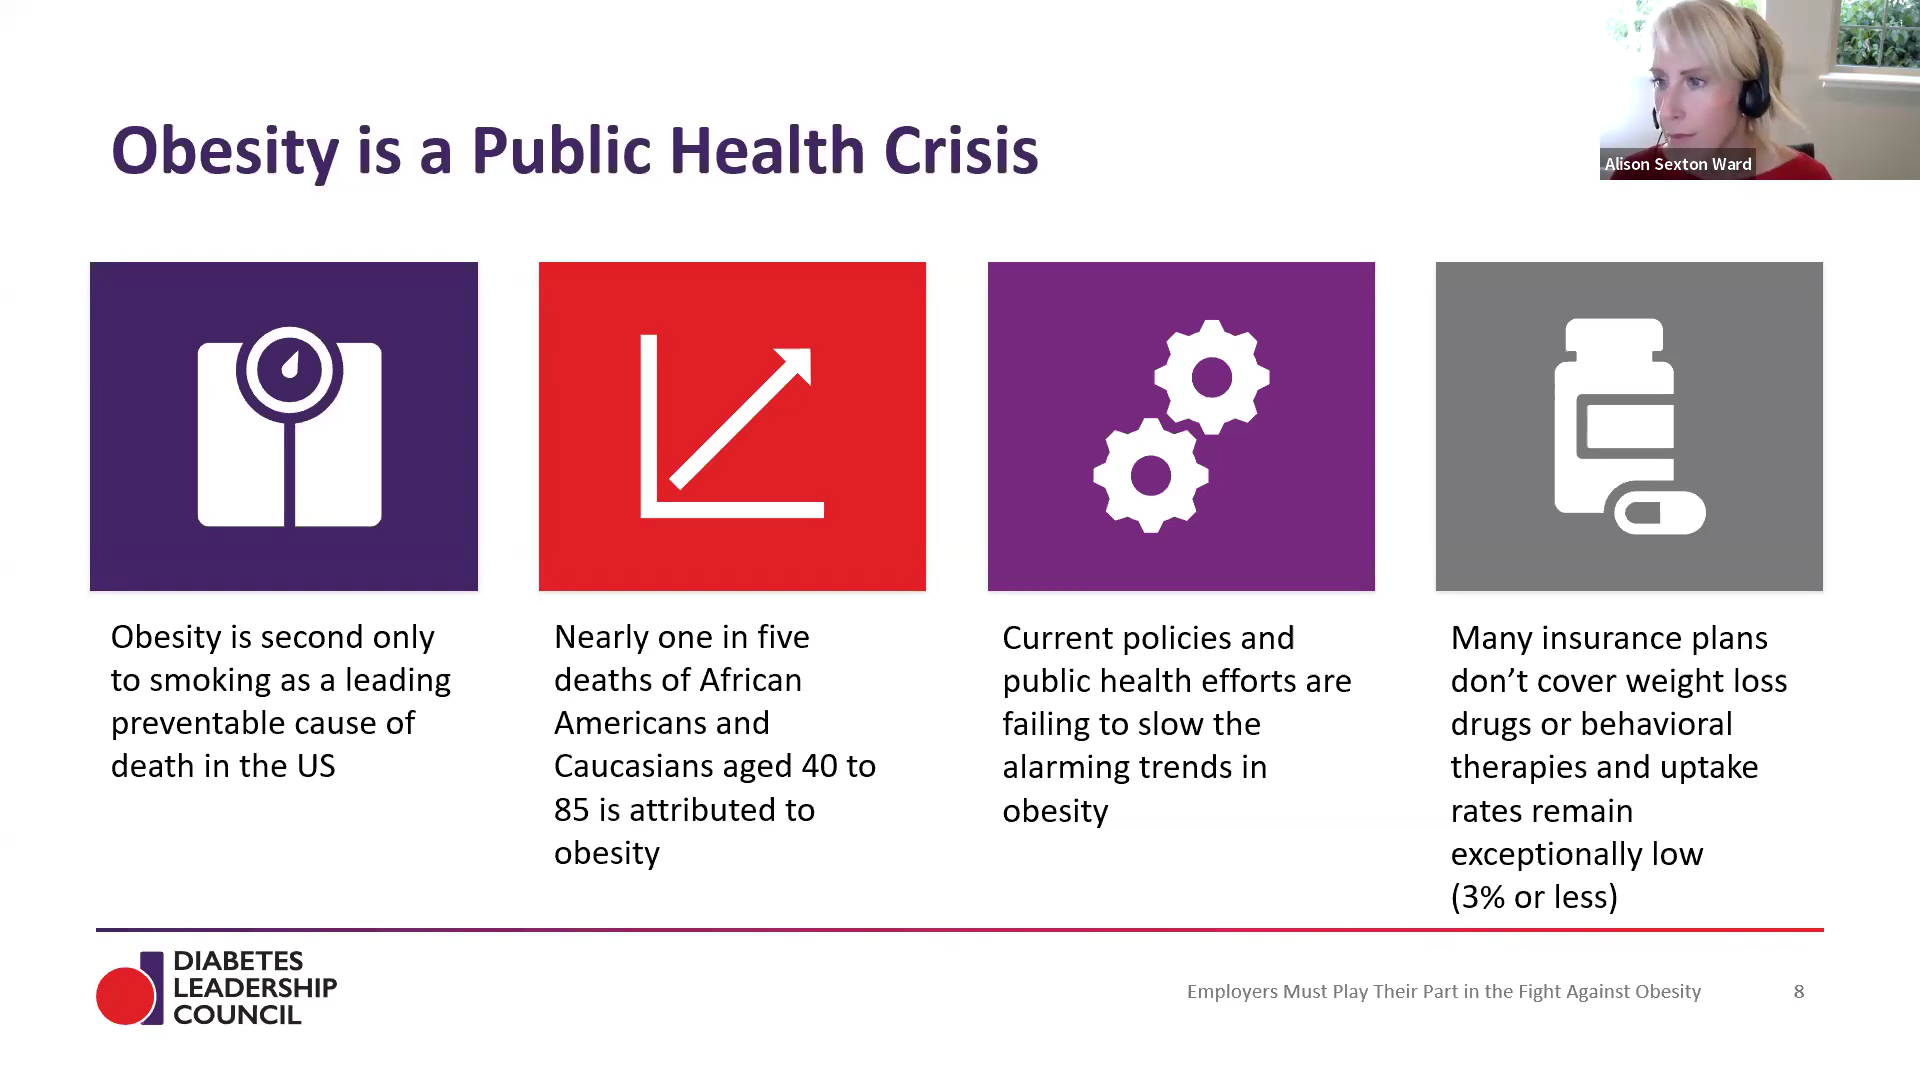 Alison Sexton Ward
Obesity is a Public Health Crisis
Obesity is second only
to smoking as a leading
preventable cause of
death in the US
Nearly one in five
deaths of African
Americans and
Caucasians aged 40 to
85 is attributed to
obesity
Current policies and
public health efforts are
failing to slow the
alarming trends in
obesity
Many insurance plans
don’t cover weight loss
drugs or behavioral
therapies and uptake
rates remain
exceptionally low
(3% or less)
DIABETES
LEADERSHIP
COUNCIL
Employers Must Play Their Part in the Fight Against Obesity
8